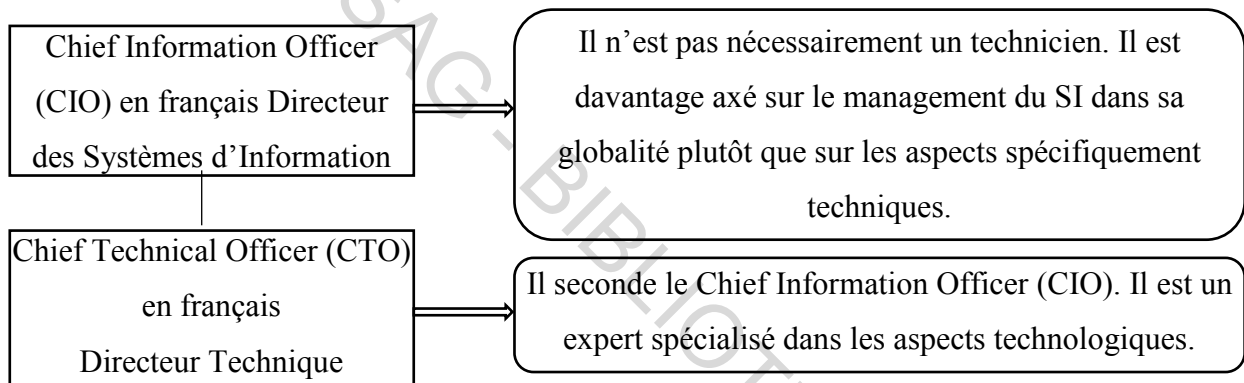 Chief Information Officer
(CIO) en français Directeur
des Systèmes d'Information
Il n'est pas nécessairement un technicien. Il est
davantage axé sur le management du SI dans sa
globalité plutôt que sur les aspects spécifiquement
techniques.
Chief Technical Officer (CTO)
en français
Directeur Technique
Il seconde le Chief Information Officer (CIO). Il est un
expert spécialisé dans les aspects technologiques.